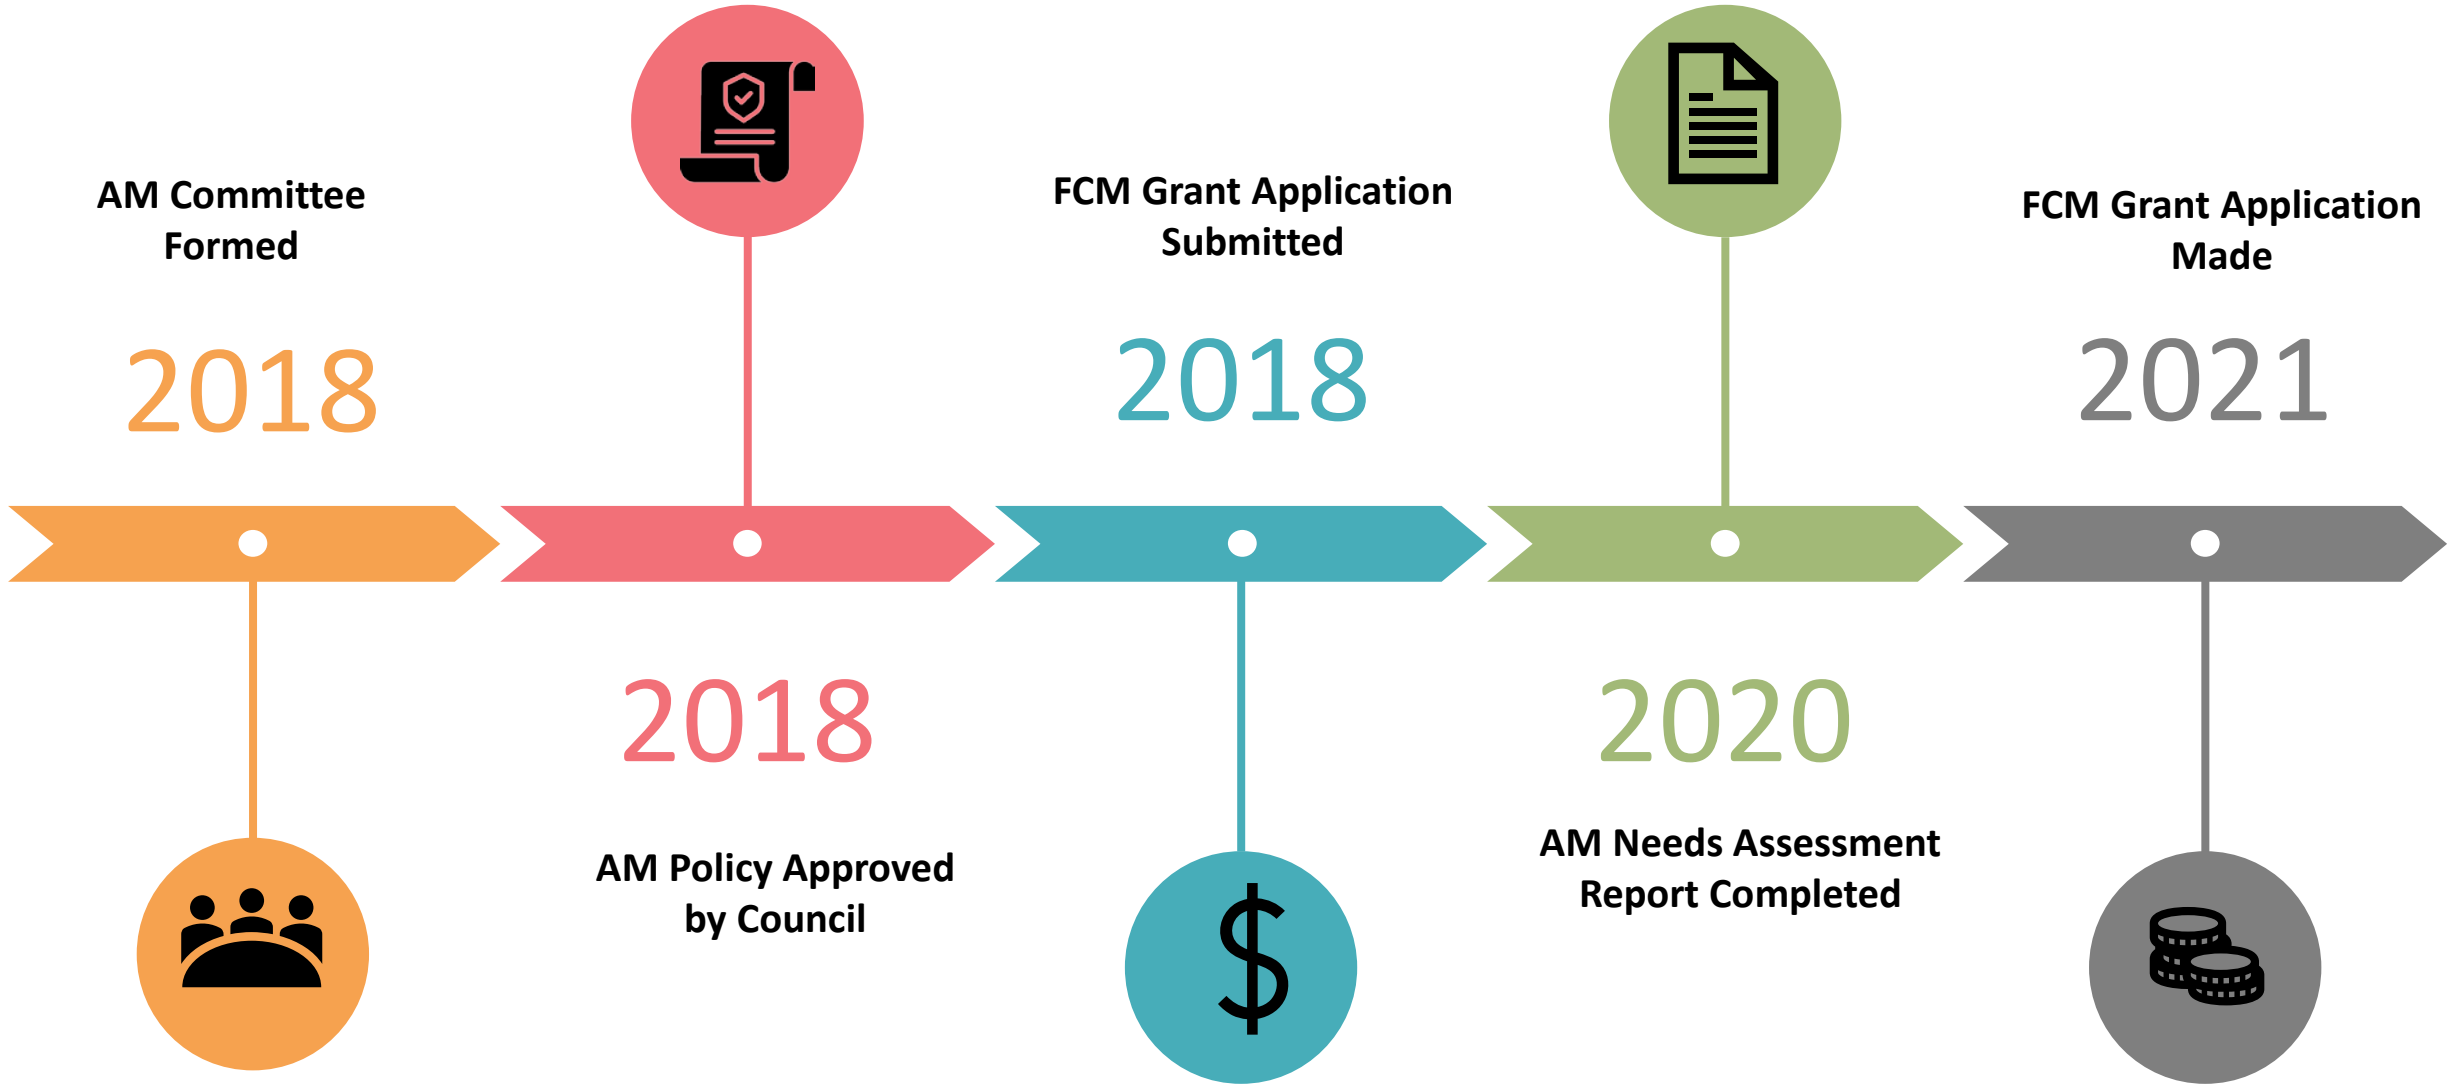 AM Committee
Formed
2018
2018
AM Policy Approved
by Council
FCM Grant Application
Submitted
2018
2020
AM Needs Assessment
Report Completed
FCM Grant Application
Made
2021